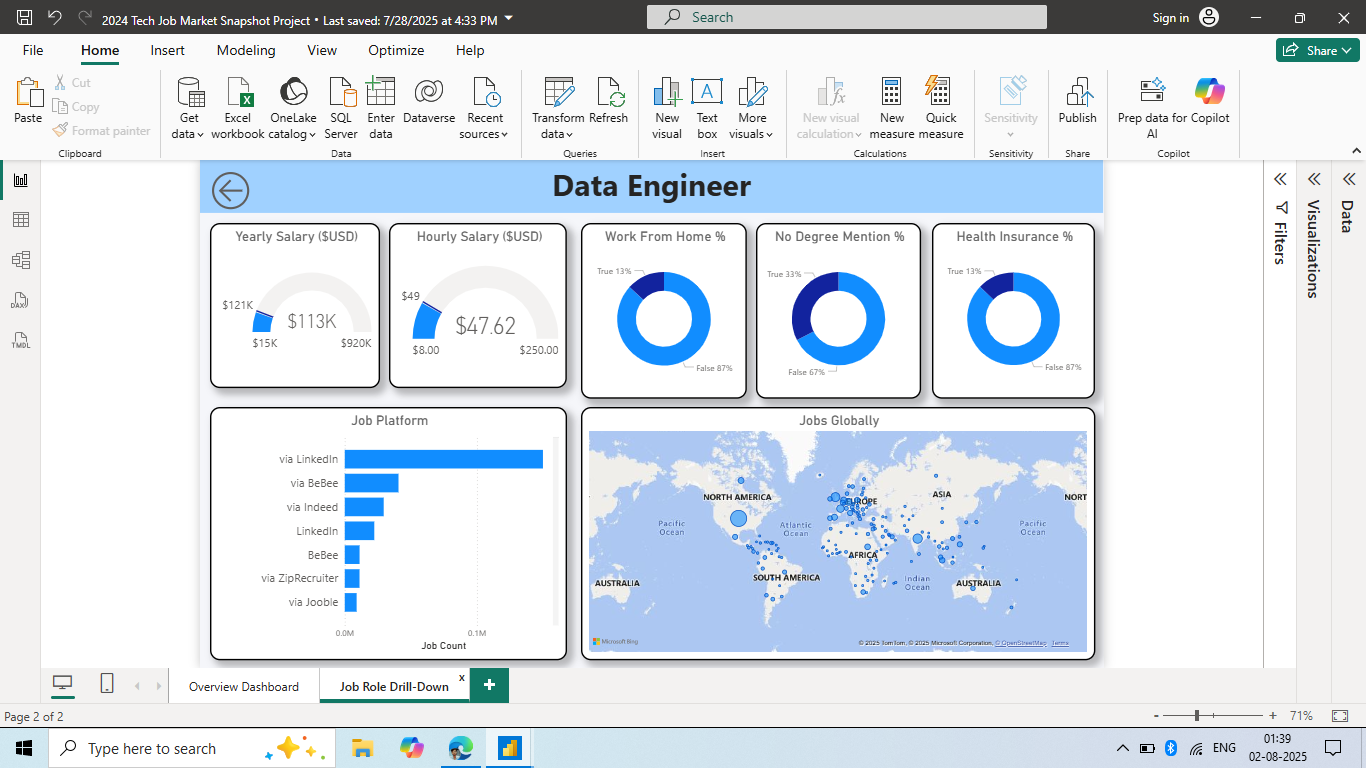 2024 Tech Job Market Snapshot Project • Last saved: 7/28/2025 at 4:33 PM
Search
Sign in
File
Home
Insert
Modeling
View
Optimize
Help
Share
Paste
Cut
Copy
Format painter
Clipboard
Get data
Excel workbook
OneLake catalog
SQL Server
Enter data
Dataverse
Recent sources
Data
Transform data
Refresh
Queries
New visual
Text box
More visuals
Insert
New visual calculation
New measure
Quick measure
Calculations
Sensitivity
Sensitivity
Publish
Share
Prep data for AI
Copilot
Copilot
DAX
TMDL
Data Engineer
Yearly Salary ($USD)
$121K
$113K
$15K
$920K
Hourly Salary ($USD)
$49
$47.62
$8.00
$250.00
Work From Home %
True 13%
False 87%
No Degree Mention %
True 33%
False 67%
Health Insurance %
True 13%
False 87%
Job Platform
via LinkedIn
via BeBee
via Indeed
LinkedIn
BeBee
via ZipRecruiter
via Jooble
0.0M
0.1M
Job Count
Jobs Globally
NORTH AMERICA
EUROPE
ASIA
NORT
Pacific Ocean
Atlantic Ocean
Pacific Ocean
AFRICA
SOUTH AMERICA
Indian Ocean
AUSTRALIA
AUSTRALIA
Microsoft Bing
© 2025 TomTom, © 2025 Microsoft Corporation, © OpenStreetMap Terms
Filters
Visualizations
Data
Overview Dashboard
Job Role Drill-Down
x
+
Page 2 of 2
- + 71%
Type here to search
ENG
01:39
02-08-2025